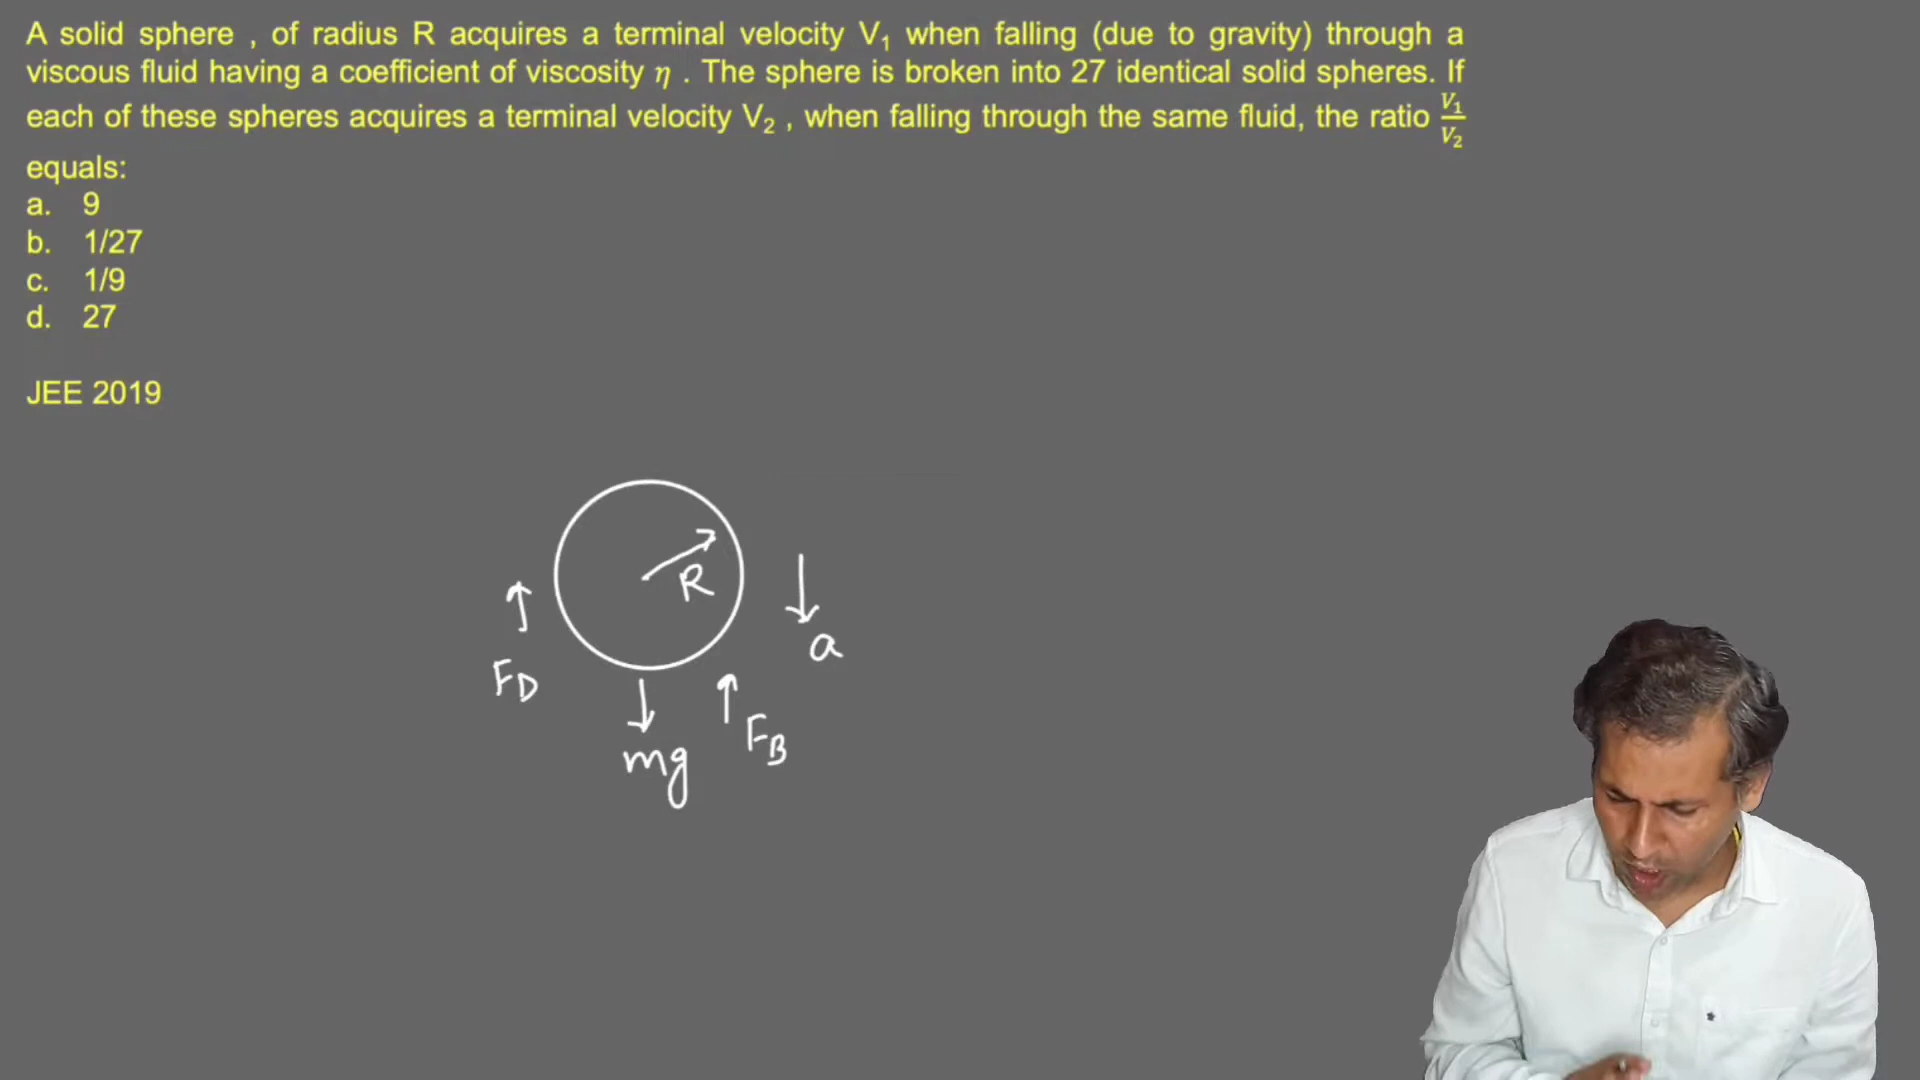 A solid sphere , of radius R acquires a terminal velocity V₁ when falling (due to gravity) through a
viscous fluid having a coefficient of viscosity η . The sphere is broken into 27 identical solid spheres. If
each of these spheres acquires a terminal velocity V₂ , when falling through the same fluid, the ratio V₁/V₂
equals:
a. 9
b. 1/27
c. 1/9
d. 27
JEE 2019
R
a
F_D
F_B
mg